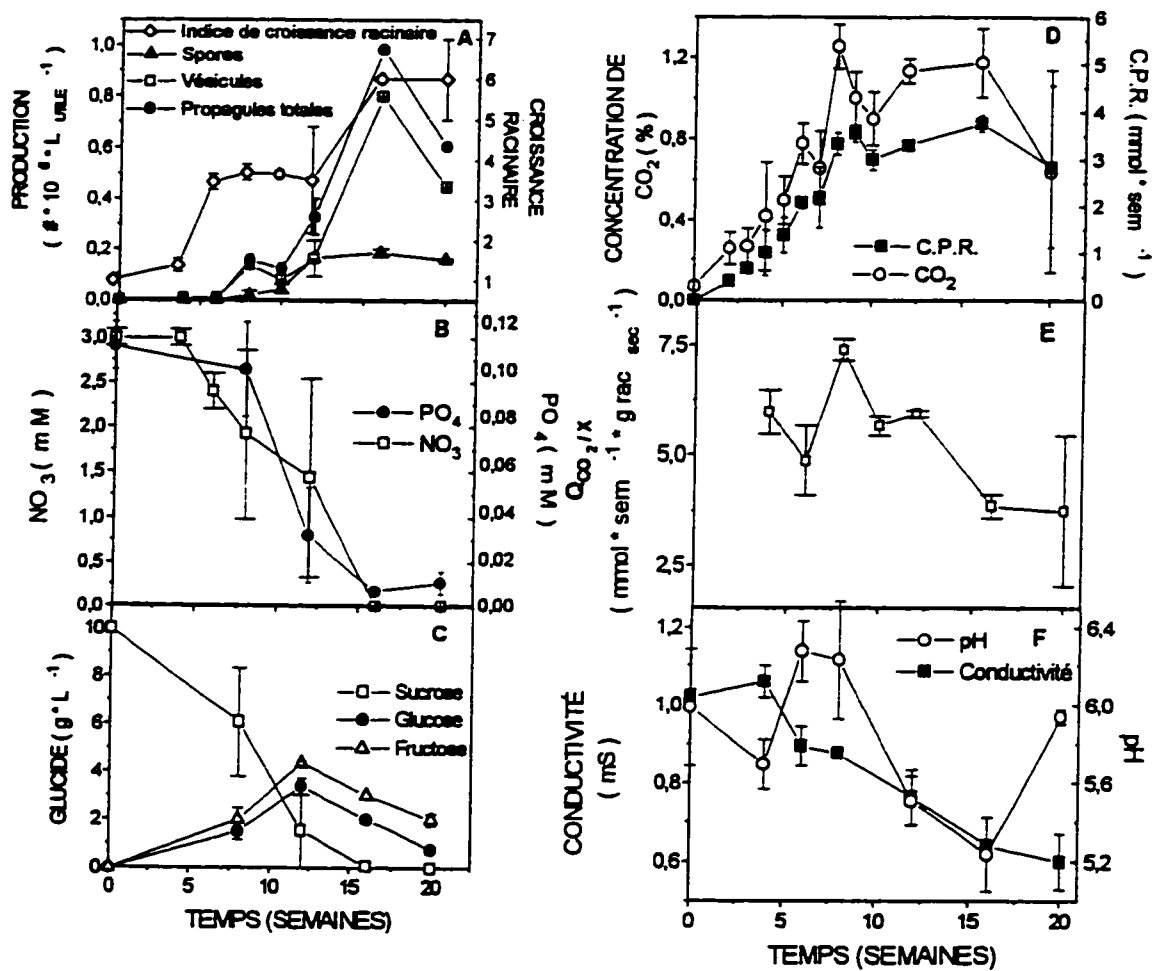 A
Indice de croissance racinaire
Spores
Vésicules
Propagules totales
PRODUCTION
( # * 10 ⁶ * L UTILE ⁻¹ )
1,0
0,8
0,6
0,4
0,2
0,0
7
6
5
4
3
2
1
CROISSANCE
RACINAIRE
B
PO₄
NO₃
NO₃ ( mM )
3,0
2,5
2,0
1,5
1,0
0,5
0,0
0,12
0,10
0,08
0,06
0,04
0,02
0,00
PO₄ ( mM )
C
Sucrose
Glucose
Fructose
GLUCIDE ( g * L ⁻¹ )
10
8
6
4
2
0
0 5 10 15 20
TEMPS (SEMAINES)
D
C.P.R.
CO₂
CONCENTRATION DE
CO₂ (%)
1,2
0,8
0,4
0,0
6
5
4
3
2
1
0
C.P.R.
( mmol * sem ⁻¹ )
E
Q CO₂ / X
( mmol * sem ⁻¹ * g rac sec ⁻¹ )
7,5
5,0
2,5
F
pH
Conductivité
CONDUCTIVITÉ
( mS )
1,2
1,0
0,8
0,6
6,4
6,0
5,6
5,2
pH
0 5 10 15 20
TEMPS (SEMAINES)